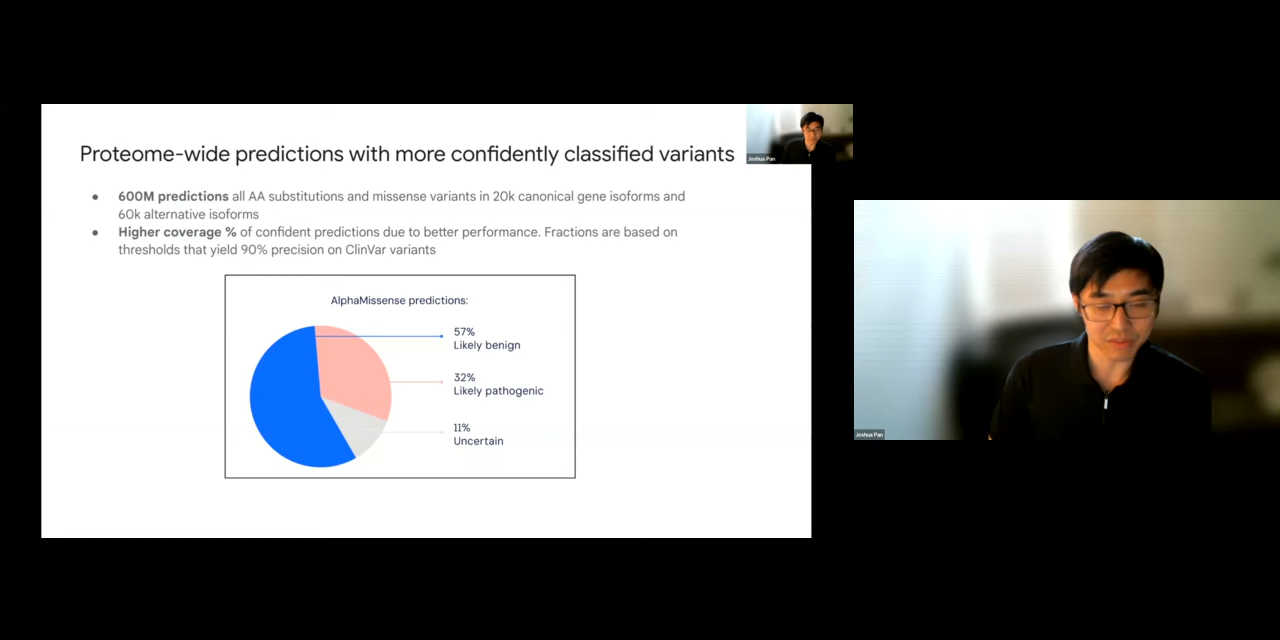 Proteome-wide predictions with more confidently classified variants
Joshua Pan
● 600M predictions all AA substitutions and missense variants in 20k canonical gene isoforms and
60k alternative isoforms
● Higher coverage % of confident predictions due to better performance. Fractions are based on
thresholds that yield 90% precision on ClinVar variants
AlphaMissense predictions:
57%
Likely benign
32%
Likely pathogenic
11%
Uncertain
Joshua Pan